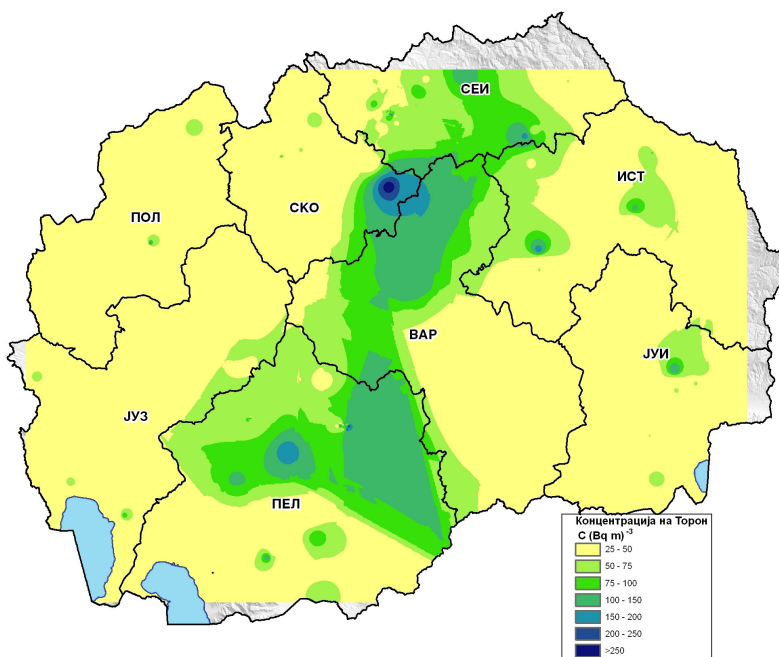 СЕИ
ИСТ
ПОЛ
СКО
ВАР
ЈУИ
ЈУЗ
ПЕЛ
Концентрација на Торон
C (Bq m)⁻³
25 - 50
50 - 75
75 - 100
100 - 150
150 - 200
200 - 250
>250